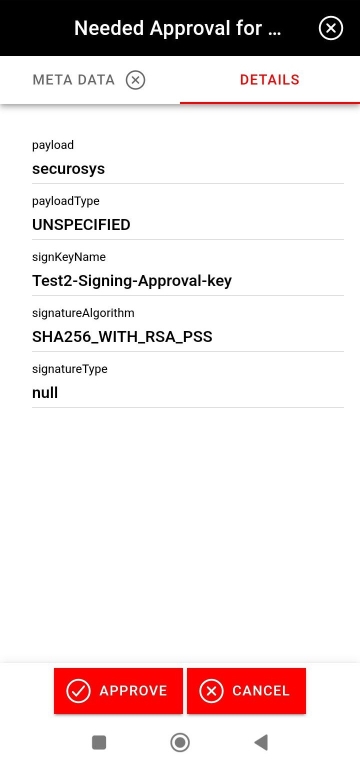 Needed Approval for ...
META DATA
DETAILS
payload
securosys
payloadType
UNSPECIFIED
signKeyName
Test2-Signing-Approval-key
signatureAlgorithm
SHA256_WITH_RSA_PSS
signatureType
null
APPROVE
CANCEL